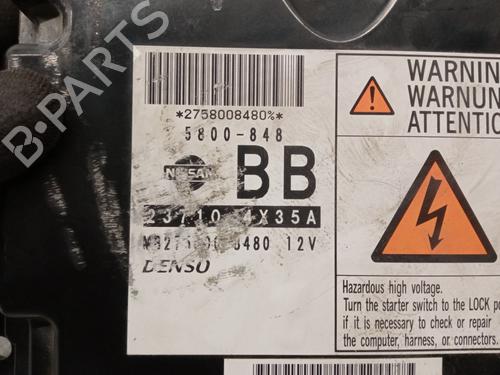 B-PARTS
*2758008480%*
5800-848
NISSAN
BB
23710 4X35A
12V
DENSO
WARNIN
WARNUN
ATTENTIO
Hazardous high voltage.
Turn the starter switch to the LOCK po
if it is necessary to check or repair
the computer, harness, or connectors.